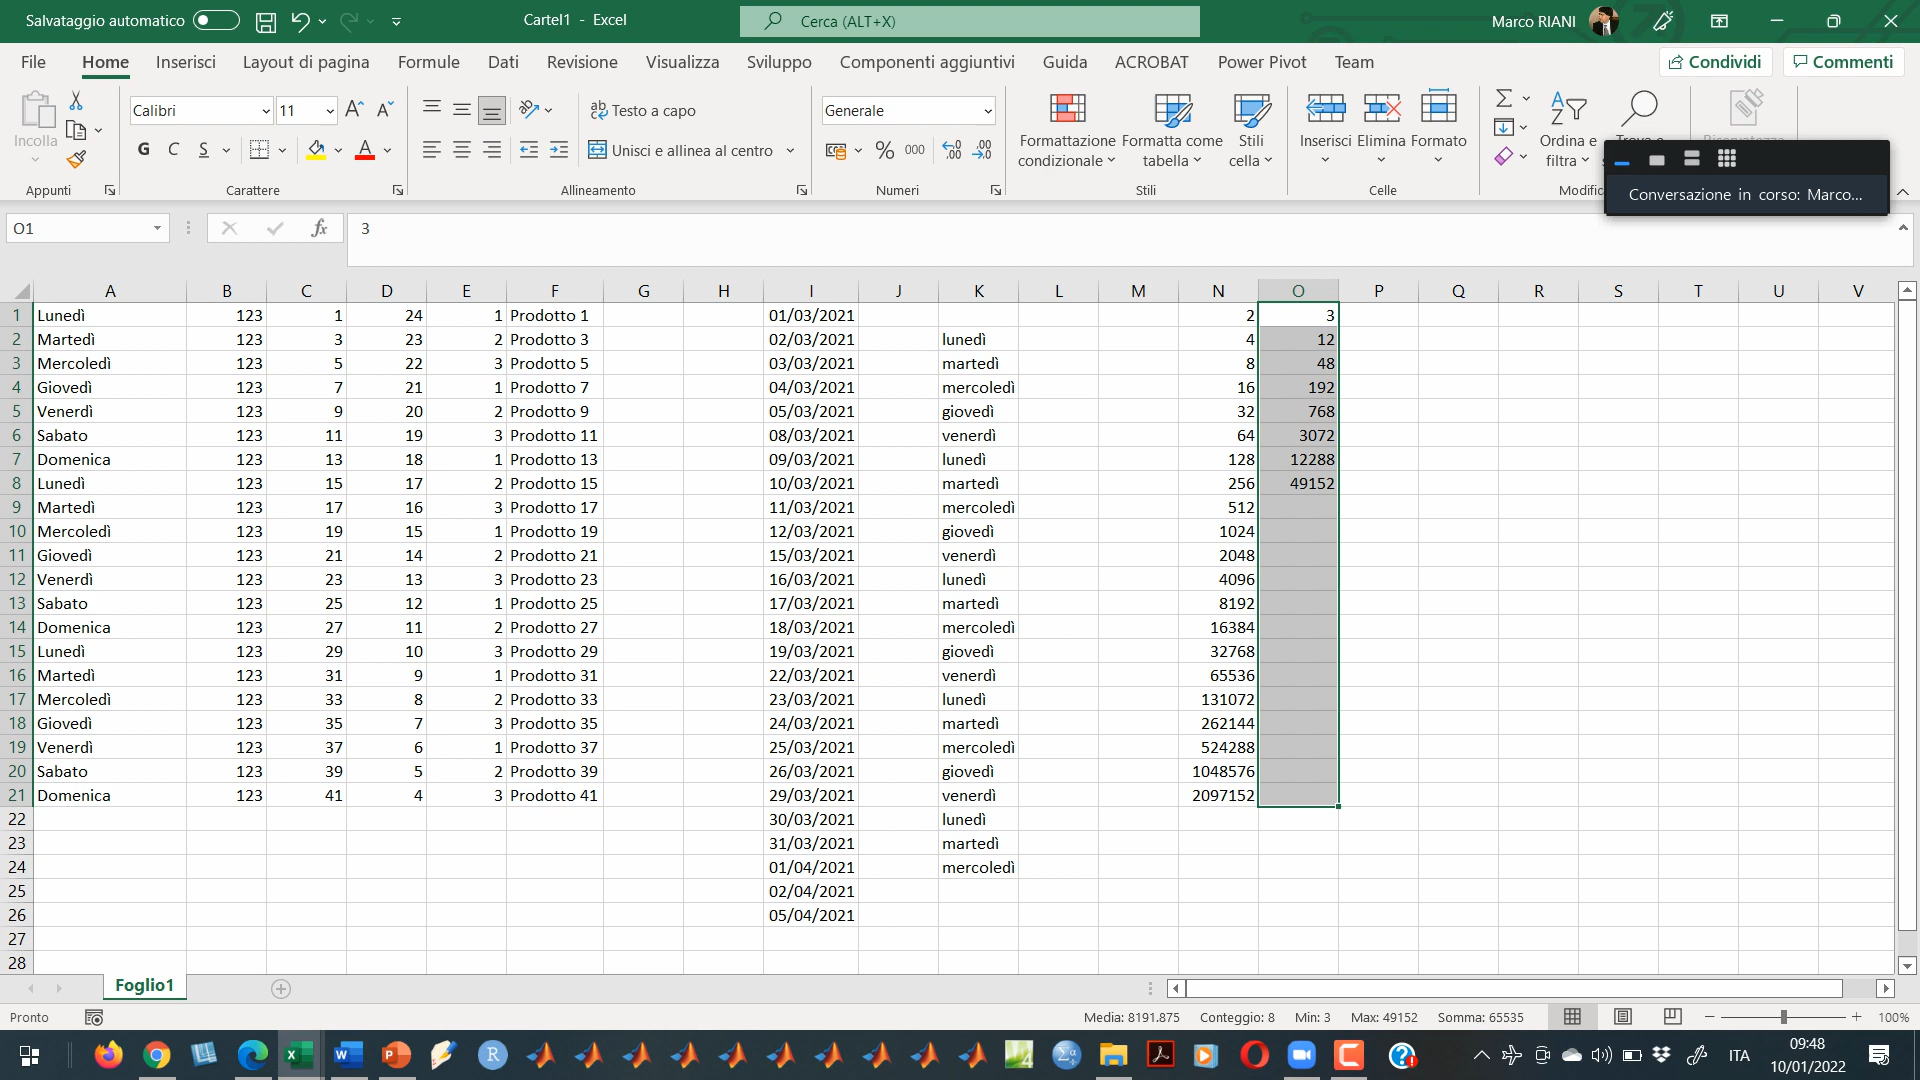 Salvataggio automatico Cartel1 - Excel Cerca (ALT+X) Marco RIANI
File Home Inserisci Layout di pagina Formule Dati Revisione Visualizza Sviluppo Componenti aggiuntivi Guida ACROBAT Power Pivot Team Condividi Commenti
Calibri 11 Testo a capo Generale
Incolla G C S Unisci e allinea al centro % 000
Formattazione condizionale Formatta come tabella Stili cella Inserisci Elimina Formato Ordina e filtra
Appunti Carattere Allineamento Numeri Stili Celle
Conversazione in corso: Marco...
O1 fx 3
A B C D E F G H I J K L M N O P Q R S T U V
1 Lunedì 123 1 24 1 Prodotto 1 01/03/2021 2 3
2 Martedì 123 3 23 2 Prodotto 3 02/03/2021 lunedì 4 12
3 Mercoledì 123 5 22 3 Prodotto 5 03/03/2021 martedì 8 48
4 Giovedì 123 7 21 1 Prodotto 7 04/03/2021 mercoledì 16 192
5 Venerdì 123 9 20 2 Prodotto 9 05/03/2021 giovedì 32 768
6 Sabato 123 11 19 3 Prodotto 11 08/03/2021 venerdì 64 3072
7 Domenica 123 13 18 1 Prodotto 13 09/03/2021 lunedì 128 12288
8 Lunedì 123 15 17 2 Prodotto 15 10/03/2021 martedì 256 49152
9 Martedì 123 17 16 3 Prodotto 17 11/03/2021 mercoledì 512
10 Mercoledì 123 19 15 1 Prodotto 19 12/03/2021 giovedì 1024
11 Giovedì 123 21 14 2 Prodotto 21 15/03/2021 venerdì 2048
12 Venerdì 123 23 13 3 Prodotto 23 16/03/2021 lunedì 4096
13 Sabato 123 25 12 1 Prodotto 25 17/03/2021 martedì 8192
14 Domenica 123 27 11 2 Prodotto 27 18/03/2021 mercoledì 16384
15 Lunedì 123 29 10 3 Prodotto 29 19/03/2021 giovedì 32768
16 Martedì 123 31 9 1 Prodotto 31 22/03/2021 venerdì 65536
17 Mercoledì 123 33 8 2 Prodotto 33 23/03/2021 lunedì 131072
18 Giovedì 123 35 7 3 Prodotto 35 24/03/2021 martedì 262144
19 Venerdì 123 37 6 1 Prodotto 37 25/03/2021 mercoledì 524288
20 Sabato 123 39 5 2 Prodotto 39 26/03/2021 giovedì 1048576
21 Domenica 123 41 4 3 Prodotto 41 29/03/2021 venerdì 2097152
22 30/03/2021 lunedì
23 31/03/2021 martedì
24 01/04/2021 mercoledì
25 02/04/2021
26 05/04/2021
27
28
Foglio1
Pronto Media: 8191.875 Conteggio: 8 Min: 3 Max: 49152 Somma: 65535 100%
ITA 09:48
10/01/2022